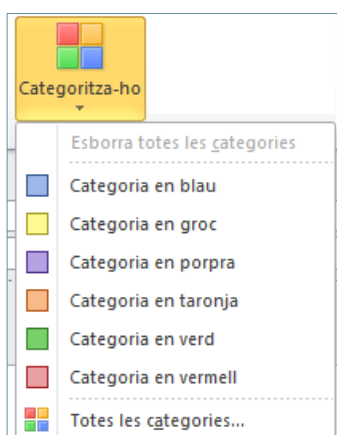 Categoritza-ho
Esborra totes les categories
Categoria en blau
Categoria en groc
Categoria en porpra
Categoria en taronja
Categoria en verd
Categoria en vermell
Totes les categories...